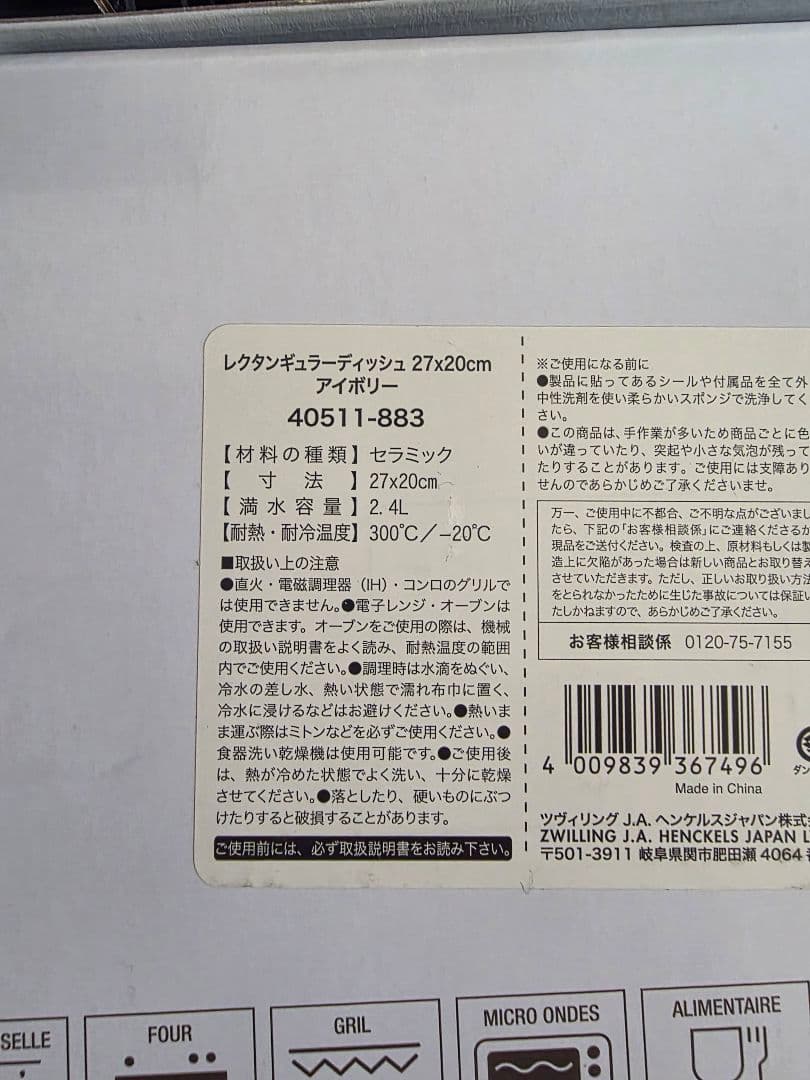 レクタンギュラーディッシュ 27x20cm
アイボリー
40511-883
【材料の種類】セラミック
【寸法】27x20cm
【満水容量】2.4L
【耐熱・耐冷温度】300℃/−20℃
■取扱い上の注意
●直火・電磁調理器（IH）・コンロのグリルで
は使用できません。●電子レンジ・オーブンは
使用できます。オーブンをご使用の際は、機械
の取扱い説明書をよく読み、耐熱温度の範囲
内でご使用ください。●調理時は水滴をぬぐい、
冷水の差し水、熱い状態で濡れ布巾に置く、
冷水に浸けるなどはお避けください。●熱いま
ま運ぶ際はミトンなどを必ずご使用ください。●
食器洗い乾燥機は使用可能です。●ご使用後
は、熱が冷めた状態でよく洗い、十分に乾燥
させてください。●落としたり、硬いものにぶつ
けたりすると破損することがあります。
ご使用前には、必ず取扱説明書をお読み下さい。
※ご使用になる前に
●製品に貼ってあるシールや付属品を全て外
中性洗剤を使い柔らかいスポンジで洗浄してく
さい。
●この商品は、手作業が多いため商品ごとに色
いが違っていたり、突起や小さな気泡が残って
たりすることがあります。ご使用には支障あり
せんのであらかじめご了承くださいませ。
万一、ご使用中に不都合、ご不明な点がございまし
たら、下記の「お客様相談係」にご連絡くださるか
現品をご送付ください。検査の上、原材料もしくは製
造上に欠陥があった場合は新しい商品とお取り替え
させていただきます。ただし、正しいお取り扱い方法
をとられなかったために生じた事故については保証い
たしかねますので、あらかじめご了承ください。
お客様相談係 0120-75-7155
4 009839 367496
Made in China
ダン
ツヴィリング J.A. ヘンケルスジャパン株式会
ZWILLING J.A. HENCKELS JAPAN L
〒501-3911 岐阜県関市肥田瀬 4064
SELLE
FOUR
GRIL
MICRO ONDES
ALIMENTAIRE